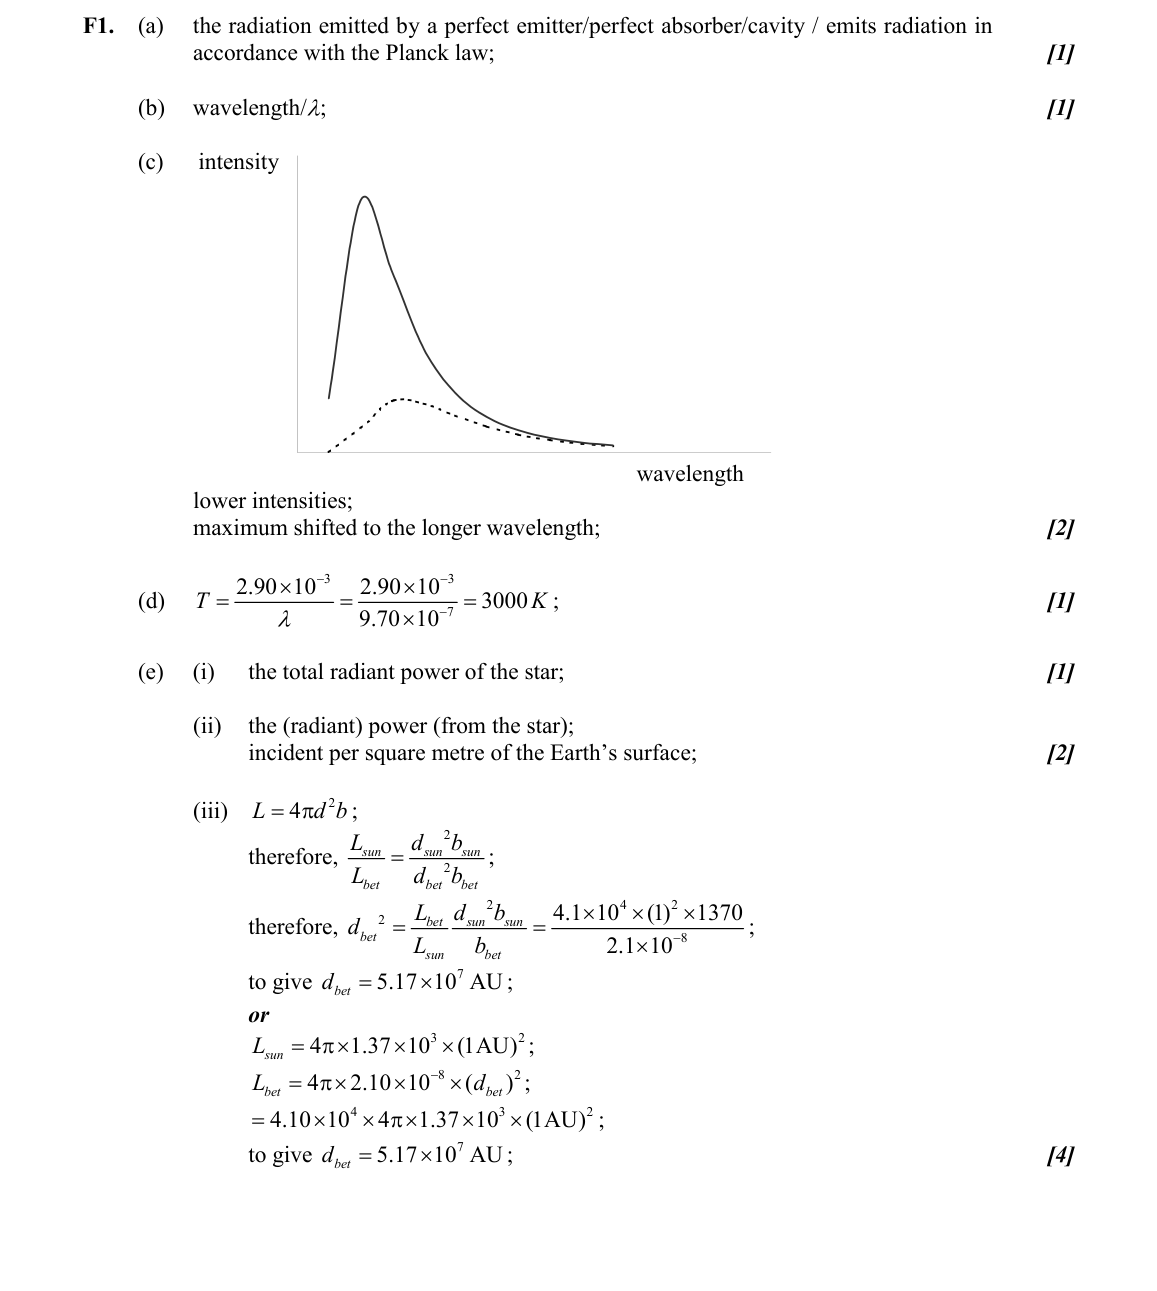 F1. (a) the radiation emitted by a perfect emitter/perfect absorber/cavity / emits radiation in
accordance with the Planck law; [1]
(b) wavelength/λ; [1]
(c) intensity
wavelength
lower intensities;
maximum shifted to the longer wavelength; [2]
(d) T = 2.90×10⁻³/λ = 2.90×10⁻³/9.70×10⁻⁷ = 3000 K ; [1]
(e) (i) the total radiant power of the star; [1]
(ii) the (radiant) power (from the star);
incident per square metre of the Earth’s surface; [2]
(iii) L = 4πd²b ;
therefore, L_sun/L_bet = d_sun²b_sun/d_bet²b_bet ;
therefore, d_bet² = L_bet/L_sun d_sun²b_sun/b_bet = 4.1×10⁴×(1)²×1370/2.1×10⁻⁸ ;
to give d_bet = 5.17×10⁷ AU ;
or
L_sun = 4π×1.37×10³×(1AU)² ;
L_bet = 4π×2.10×10⁻⁸×(d_bet)² ;
= 4.10×10⁴×4π×1.37×10³×(1AU)² ;
to give d_bet = 5.17×10⁷ AU ; [4]